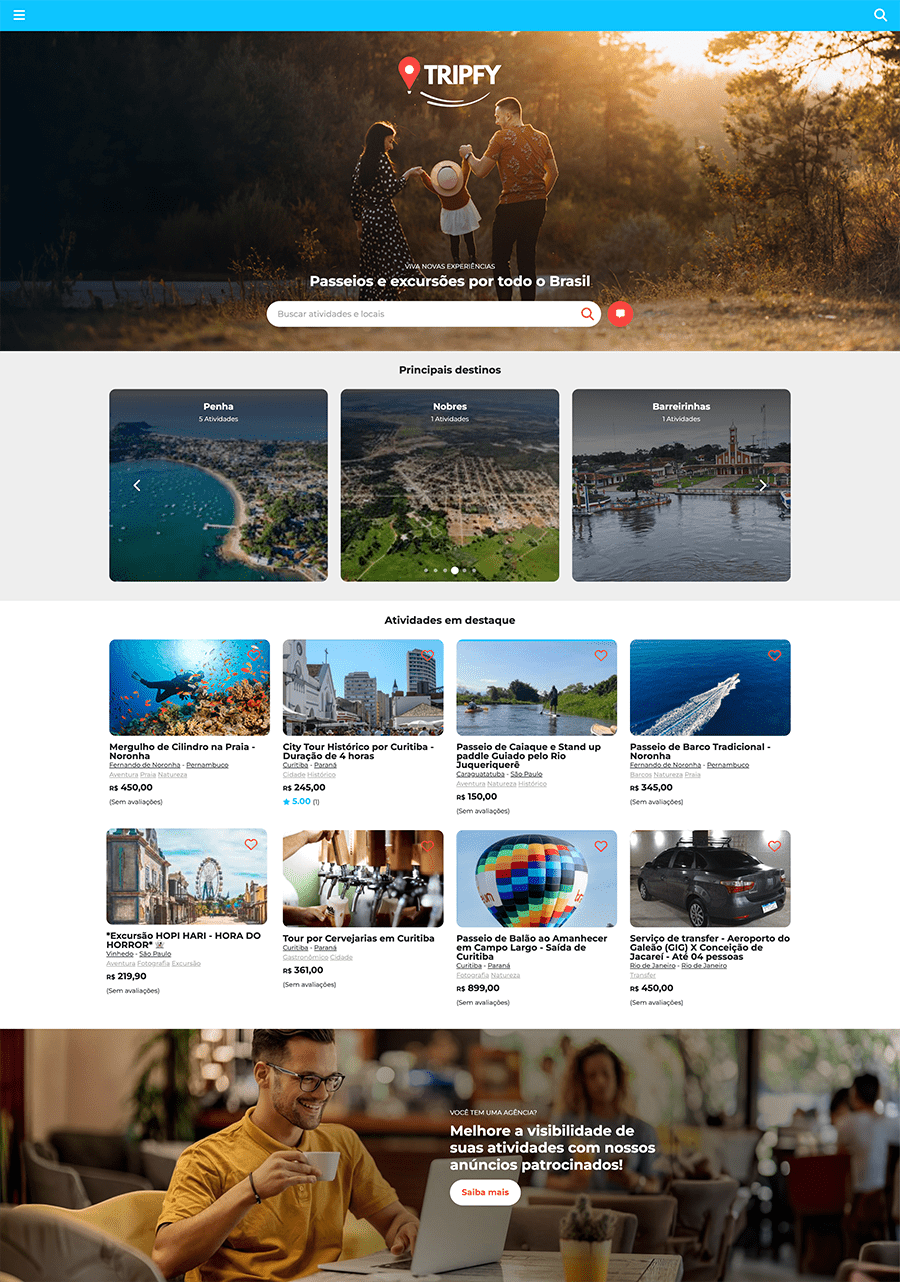 TRIPFY
VIVA NOVAS EXPERIÊNCIAS
Passeios e excursões por todo o Brasil
Buscar atividades e locais
Principais destinos
Penha
5 Atividades
Nobres
1 Atividades
Barreirinhas
1 Atividades
Atividades em destaque
Mergulho de Cilindro na Praia -
Noronha
Fernando de Noronha - Pernambuco
Aventura Praia Natureza
R$ 450,00
(Sem avaliações)
City Tour Histórico por Curitiba -
Duração de 4 horas
Curitiba - Paraná
Cidade Histórico
R$ 245,00
5.00 (1)
Passeio de Caiaque e Stand up
paddle Guiado pelo Rio
Juqueriquerê
Caraguatatuba - São Paulo
Aventura Natureza Histórico
R$ 150,00
(Sem avaliações)
Passeio de Barco Tradicional -
Noronha
Fernando de Noronha - Pernambuco
Barcos Natureza Praia
R$ 345,00
(Sem avaliações)
*Excursão HOPI HARI - HORA DO
HORROR*
Vinhedo - São Paulo
Aventura Fotografia Excursão
R$ 219,90
(Sem avaliações)
Tour por Cervejarias em Curitiba
Curitiba - Paraná
Gastronômico Cidade
R$ 361,00
(Sem avaliações)
Passeio de Balão ao Amanhecer
em Campo Largo - Saída de
Curitiba
Curitiba - Paraná
Fotografia Natureza
R$ 899,00
(Sem avaliações)
Serviço de transfer - Aeroporto do
Galeão (GIG) X Conceição de
Jacareí - Até 04 pessoas
Rio de Janeiro - Rio de Janeiro
Transfer
R$ 450,00
(Sem avaliações)
VOCÊ TEM UMA AGÊNCIA?
Melhore a visibilidade de
suas atividades com nossos
anúncios patrocinados!
Saiba mais